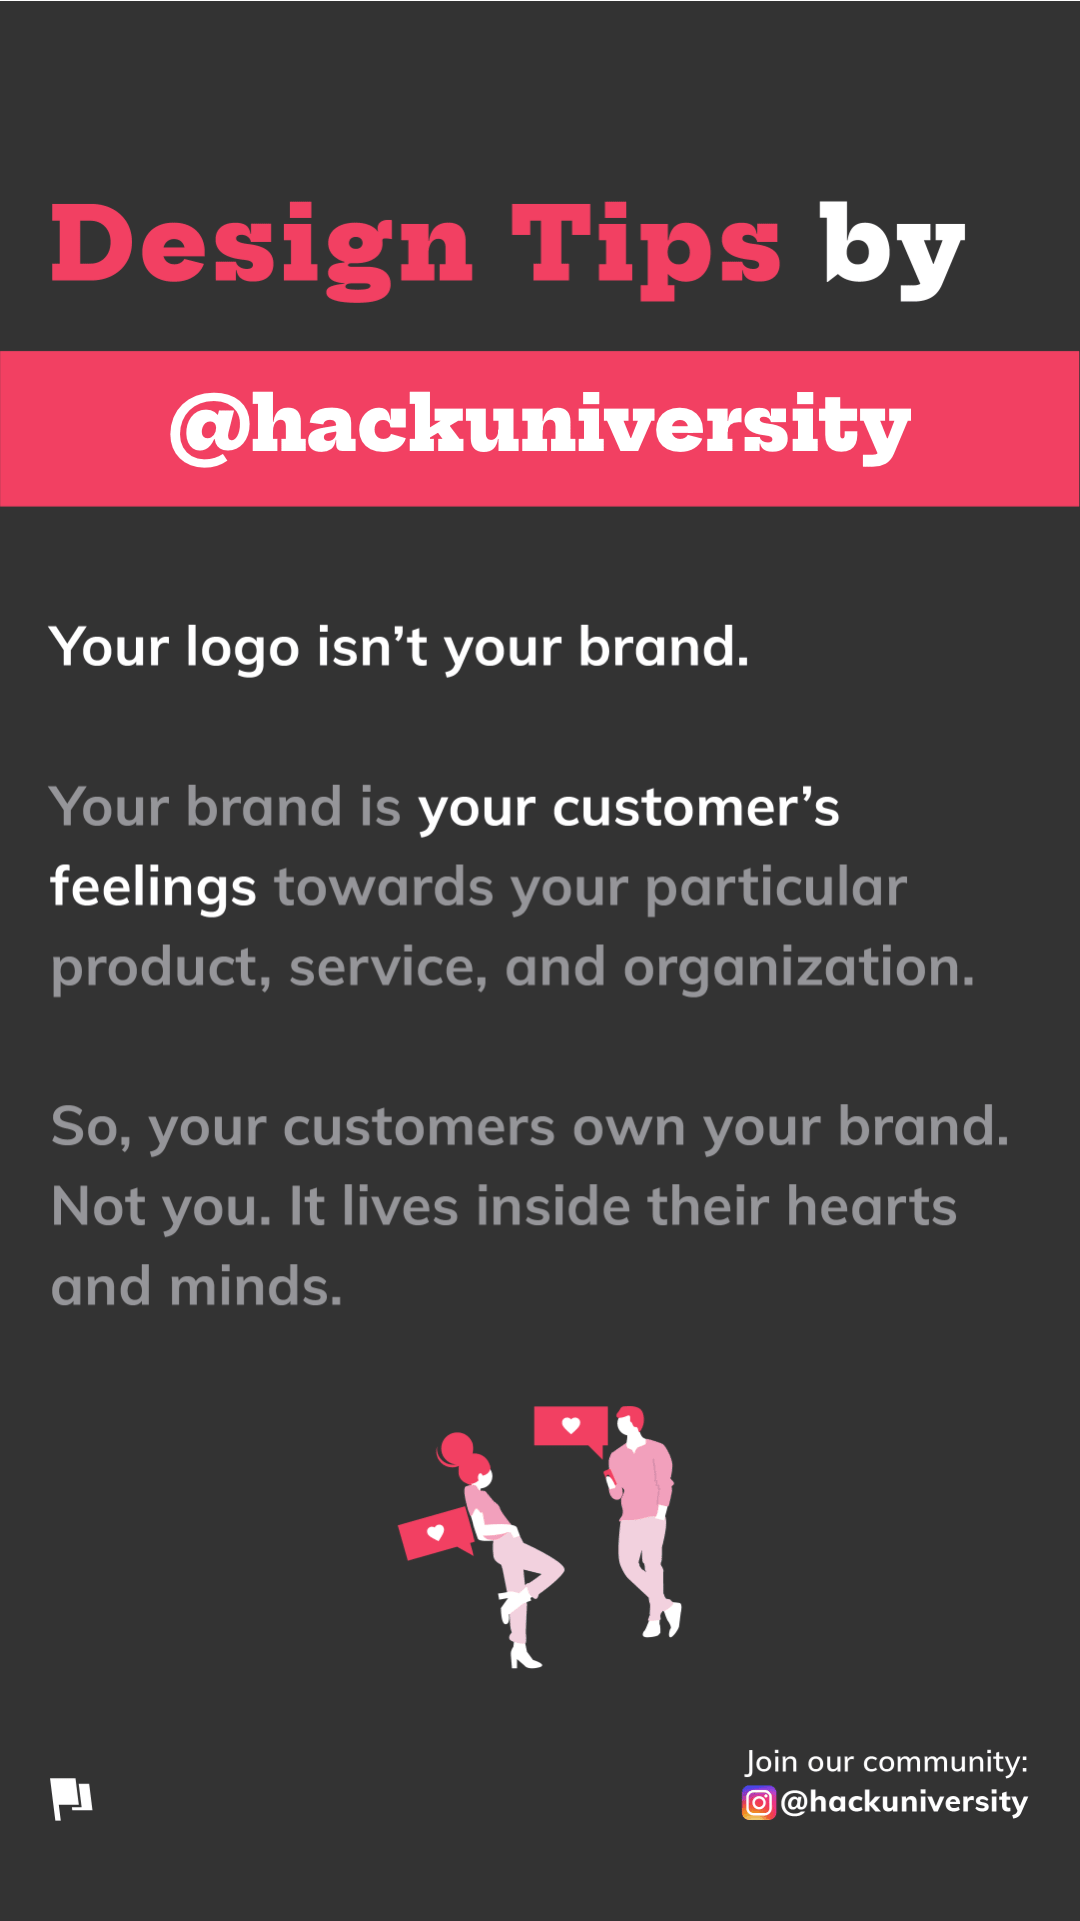 Design Tips by
@hackuniversity
Your logo isn’t your brand.
Your brand is your customer’s
feelings towards your particular
product, service, and organization.
So, your customers own your brand.
Not you. It lives inside their hearts
and minds.
Join our community:
@hackuniversity